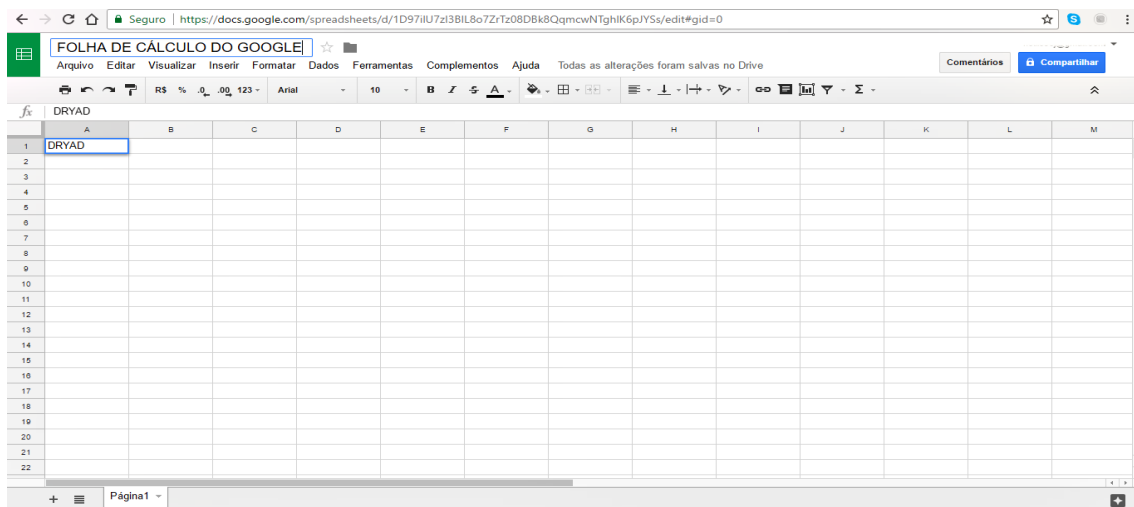 Seguro | https://docs.google.com/spreadsheets/d/1D97iIU7zI3BIL8o7ZrTz08DBk8QqmcwNTghIK6pJYSs/edit#gid=0
FOLHA DE CÁLCULO DO GOOGLE
Arquivo Editar Visualizar Inserir Formatar Dados Ferramentas Complementos Ajuda Todas as alterações foram salvas no Drive Comentários Compartilhar
R$ % .0 .00 123 Arial 10 B I S A Σ
fx DRYAD
A B C D E F G H I J K L M
1 DRYAD
2
3
4
5
6
7
8
9
10
11
12
13
14
15
16
17
18
19
20
21
22
+ Página1